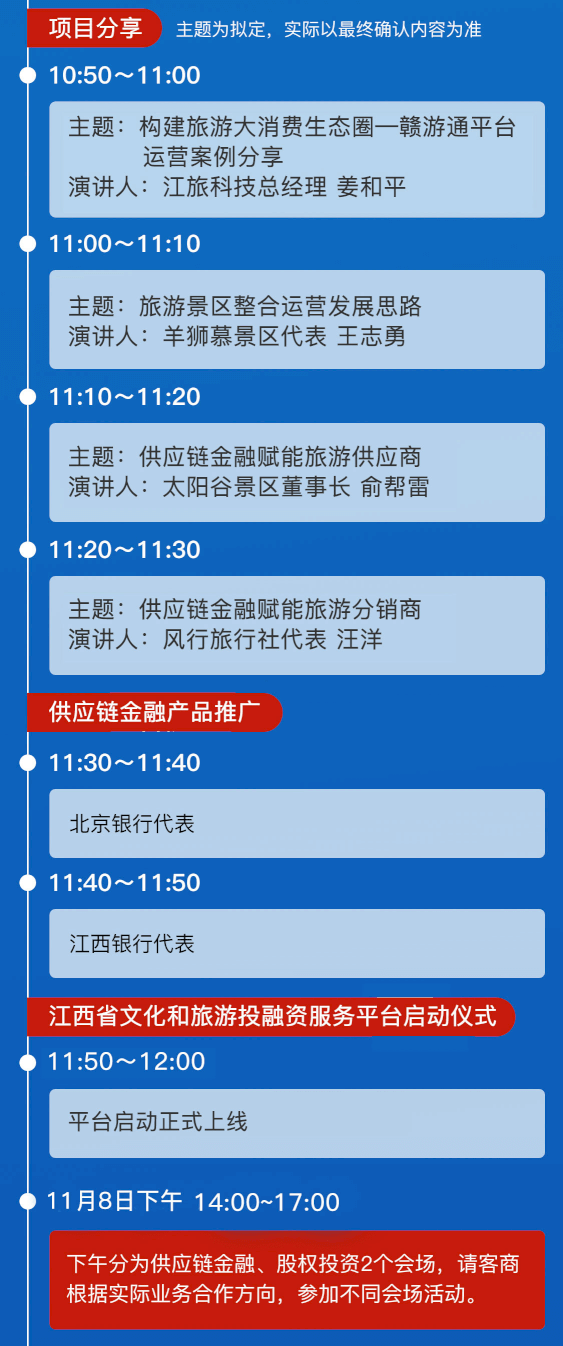 项目分享 主题为拟定，实际以最终确认内容为准
10:50～11:00
主题：构建旅游大消费生态圈—赣游通平台
运营案例分享
演讲人：江旅科技总经理 姜和平
11:00～11:10
主题：旅游景区整合运营发展思路
演讲人：羊狮慕景区代表 王志勇
11:10～11:20
主题：供应链金融赋能旅游供应商
演讲人：太阳谷景区董事长 俞帮雷
11:20～11:30
主题：供应链金融赋能旅游分销商
演讲人：风行旅行社代表 汪洋
供应链金融产品推广
11:30～11:40
北京银行代表
11:40～11:50
江西银行代表
江西省文化和旅游投融资服务平台启动仪式
11:50～12:00
平台启动正式上线
11月8日下午 14:00~17:00
下午分为供应链金融、股权投资2个会场，请客商
根据实际业务合作方向，参加不同会场活动。